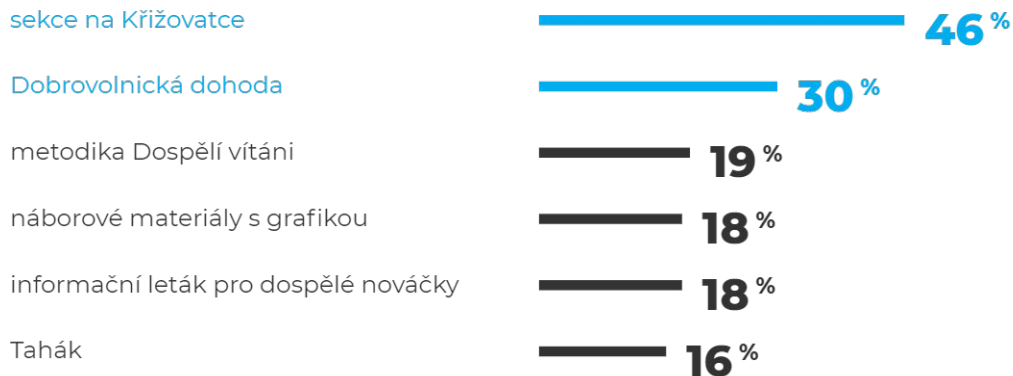 sekce na Křižovatce 46 %
Dobrovolnická dohoda 30 %
metodika Dospělí vítáni 19 %
náborové materiály s grafikou 18 %
informační leták pro dospělé nováčky 18 %
Tahák 16 %